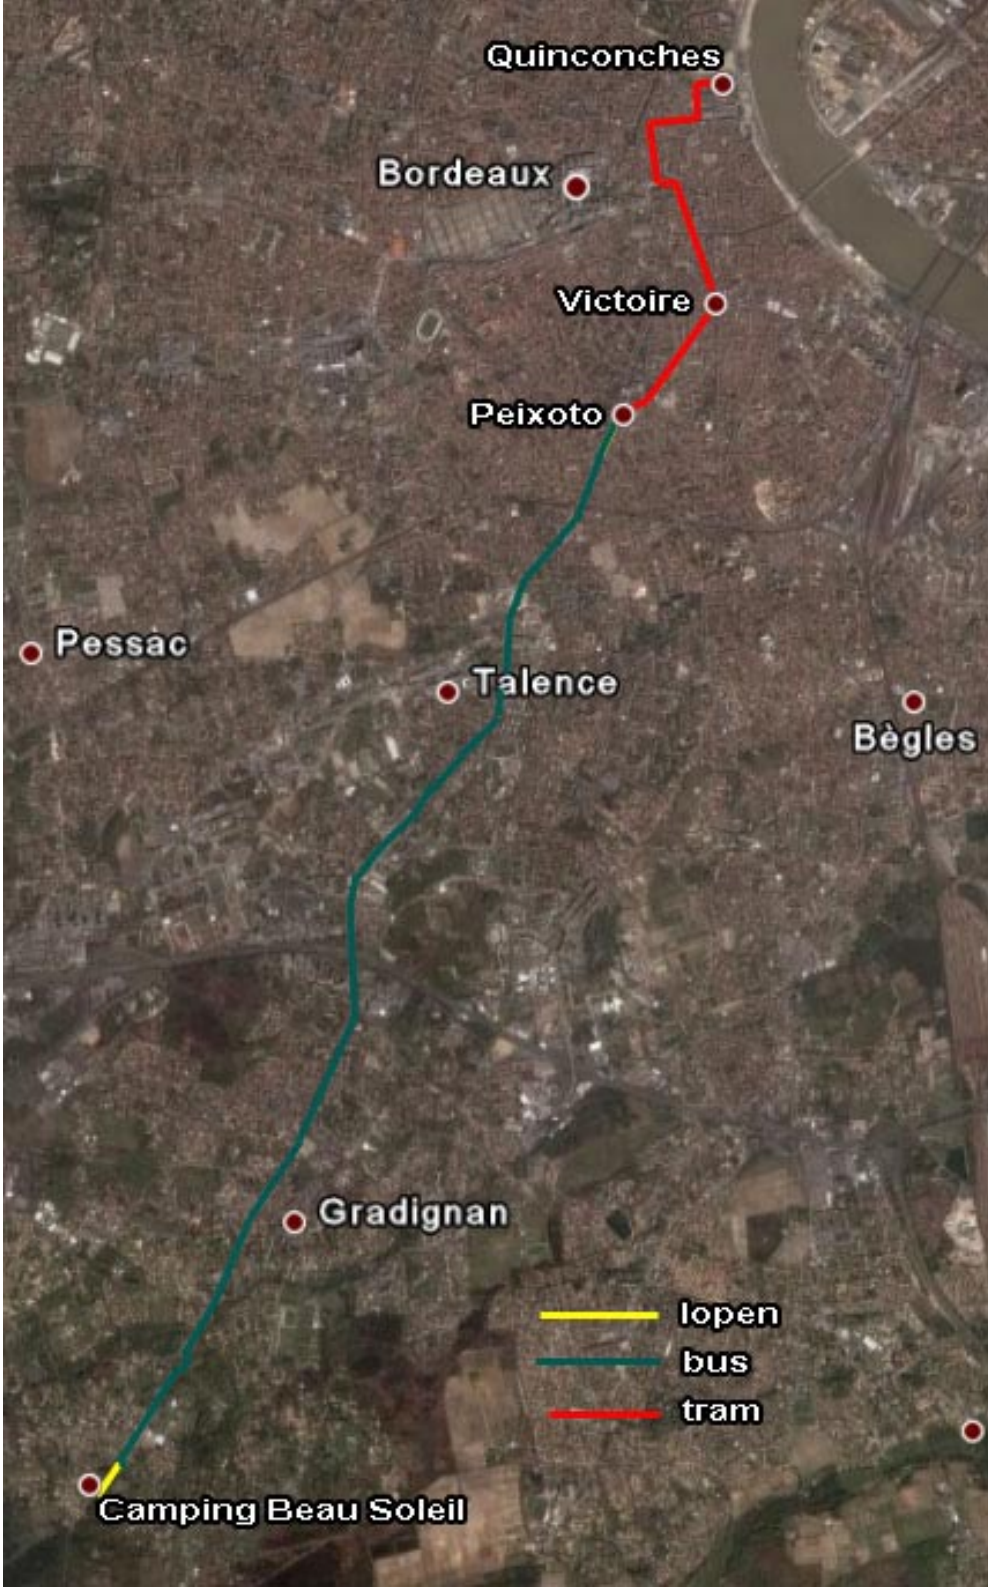 Quinconches
Bordeaux
Victoire
Peixoto
Pessac
Talence
Bègles
Gradignan
lopen
bus
tram
Camping Beau Soleil